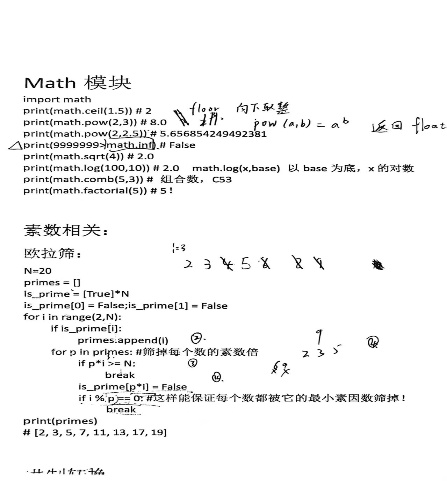 Math 模块
import math
print(math.ceil(1.5)) # 2 floor 向下取整
print(math.pow(2,3)) # 8.0 pow (a,b) = a^b 返回 float
print(math.pow(2,2.5)) # 5.656854249492381
print(9999999>math.inf) # False
print(math.sqrt(4)) # 2.0
print(math.log(100,10)) # 2.0 math.log(x,base) 以 base 为底，x 的对数
print(math.comb(5,3)) # 组合数，C53
print(math.factorial(5)) # 5！
素数相关：
欧拉筛： i=3
2 3 4 5 6 8 9
N=20
primes = []
is_prime = [True]*N
is_prime[0] = False;is_prime[1] = False
for i in range(2,N):
if is_prime[i]:
primes.append(i) ②.
for p in primes: #筛掉每个数的素数倍 2 3 5
if p*i >= N: ③
break
is_prime[p*i] = False
if i % p == 0: #这样能保证每个数都被它的最小素因数筛掉！
break
print(primes)
# [2, 3, 5, 7, 11, 13, 17, 19]